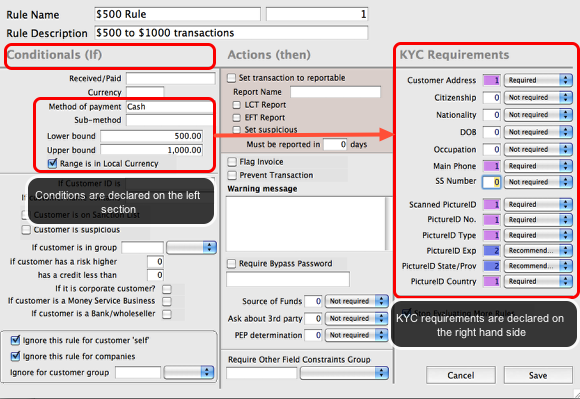 Rule Name $500 Rule 1
Rule Description $500 to $1000 transactions
Conditionals (If)
Received/Paid
Currency
Method of payment Cash
Sub-method
Lower bound 500.00
Upper bound 1,000.00
Range is in Local Currency
If Customer ID is
Conditions are declared on the left
section
Customer is on Sanction List
Customer is suspicious
If customer is in group
if customer has a risk higher 0
has a credit less than 0
If it is corporate customer?
If customer is a Money Service Business
If customer is a Bank/wholeseller
Ignore this rule for customer 'self'
Ignore this rule for companies
Ignore for customer group
Actions (then)
Set transaction to reportable
Report Name
LCT Report
EFT Report
Set suspicious
Must be reported in 0 days
Flag Invoice
Prevent Transaction
Warning message
Require Bypass Password
Source of Funds 0 Not required
Ask about 3rd party 0 Not required
PEP determination 0 Not required
Require Other Field Constraints Group
KYC Requirements
Customer Address 1 Required
Citizenship 0 Not required
Nationality 0 Not required
DOB 0 Not required
Occupation 0 Not required
Main Phone 1 Required
SS Number 0 Not required
Scanned PictureID 1 Required
PictureID No. 1 Required
PictureID Type 1 Required
PictureID Exp 2 Recommend...
PictureID State/Prov 2 Recommend...
PictureID Country 1 Required
Stop Evaluation More Rules
KYC requirements are declared on
the right hand side
Cancel Save